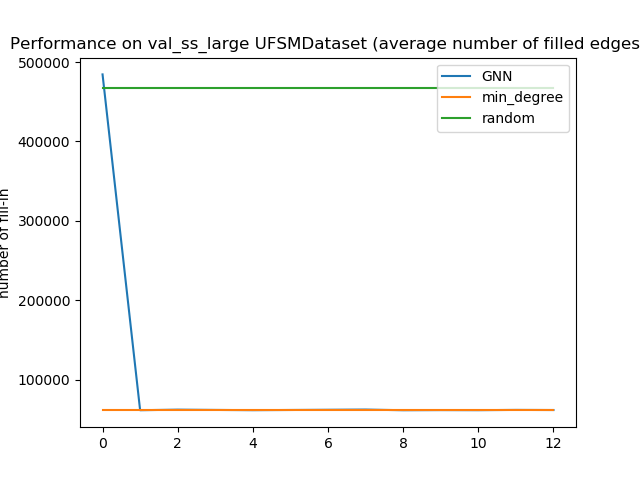 Performance on val_ss_large UFSMDataset (average number of filled edges
500000
400000
300000
200000
100000
number of fill-in
0 2 4 6 8 10 12
GNN
min_degree
random